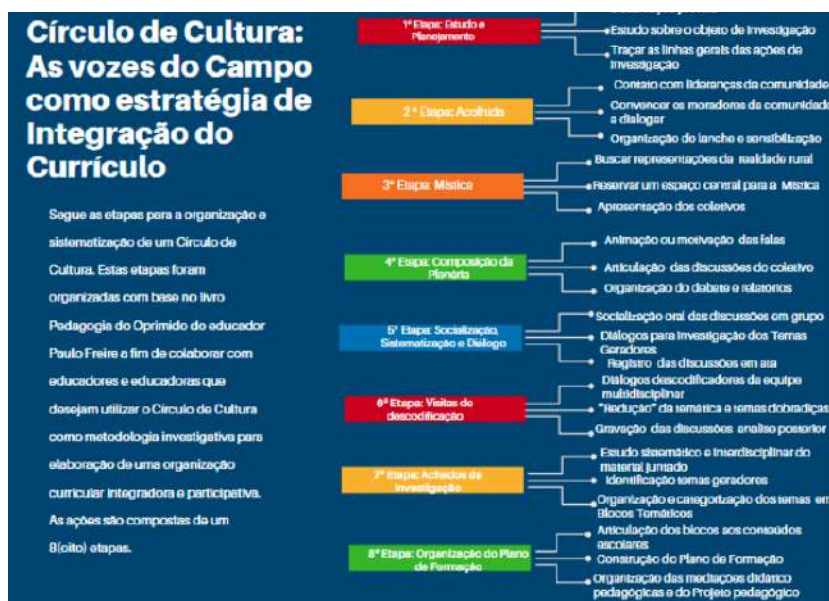 Círculo de Cultura:
As vozes do Campo
como estratégia de
Integração do
Currículo
Segue as etapas para a organização e
sistematização de um Círculo de
Cultura. Estas etapas foram
organizadas com base no livro
Pedagogia do Oprimido do educador
Paulo Freire a fim de colaborar com
educadores e educadoras que
desejam utilizar o Círculo de Cultura
como metodologia investigativa para
elaboração de uma organização
curricular integradora e participativa.
As ações são compostas de um
8(oito) etapas.
1ª Etapa: Estudo e
Planejamento
Estudo sobre o objeto de Investigação
Traçar as linhas gerais das ações de
Investigação
2ª Etapa: Acolhida
Contato com lideranças da comunidade
Convencer os moradores da comunidade
a dialogar
Organização do lanche e sensibilização
3ª Etapa: Mística
Buscar representações da realdade rural
Reservar um espaço central para a Mística
Apresentação dos coletivos
4ª Etapa: Composição da
Plenária
Animação ou motivação das falas
Articulação das discussões do coletivo
Organização do debate e relatórios
5ª Etapa: Socialização,
Sistematização e Diálogo
Socialização oral das discussões em grupo
Diálogos para Investigação dos Temas
Geradores
Registro das discussões em ata
6ª Etapa: Visitas de
descodificação
Diálogos descodificadores da equipe
multidisciplinar
"Redução" da temática e temas dobradiças
Gravação das discussões analise posterior
7ª Etapa: Achados da
Investigação
Estudo sistemático e Interdisciplinar do
material juntado
Identificação temas geradores
Organização e categorização dos temas em
Blocos Temáticos
8ª Etapa: Organização do Plano
de Formação
Articulação dos blocos aos conteúdos
escolares
Construção do Plano de Formação
Organização das mediações didático
pedagógicas e do Projeto pedagógico